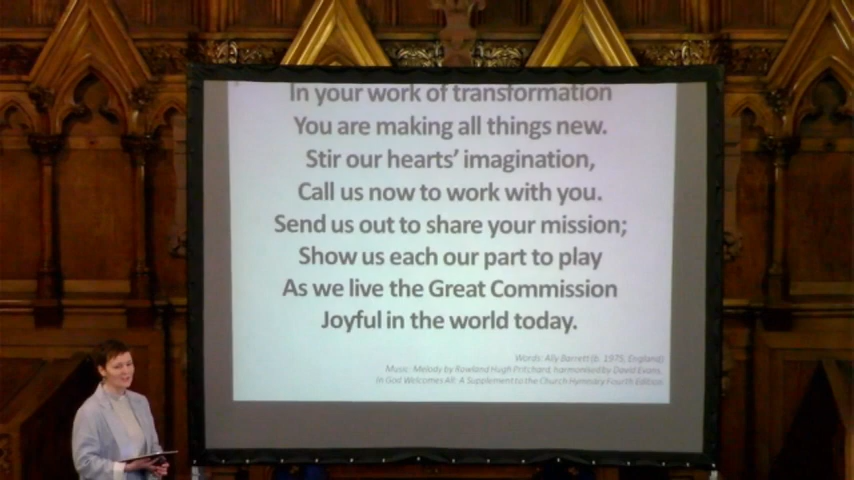 In your work of transformation
You are making all things new.
Stir our hearts' imagination,
Call us now to work with you.
Send us out to share your mission;
Show us each our part to play
As we live the Great Commission
Joyful in the world today.
Words: Ally Barrett (b. 1975, England)
Music: Melody by Rowland Hugh Pritchard, harmonised by David Evans.
In God Welcomes All: A Supplement to the Church Hymnary Fourth Edition.